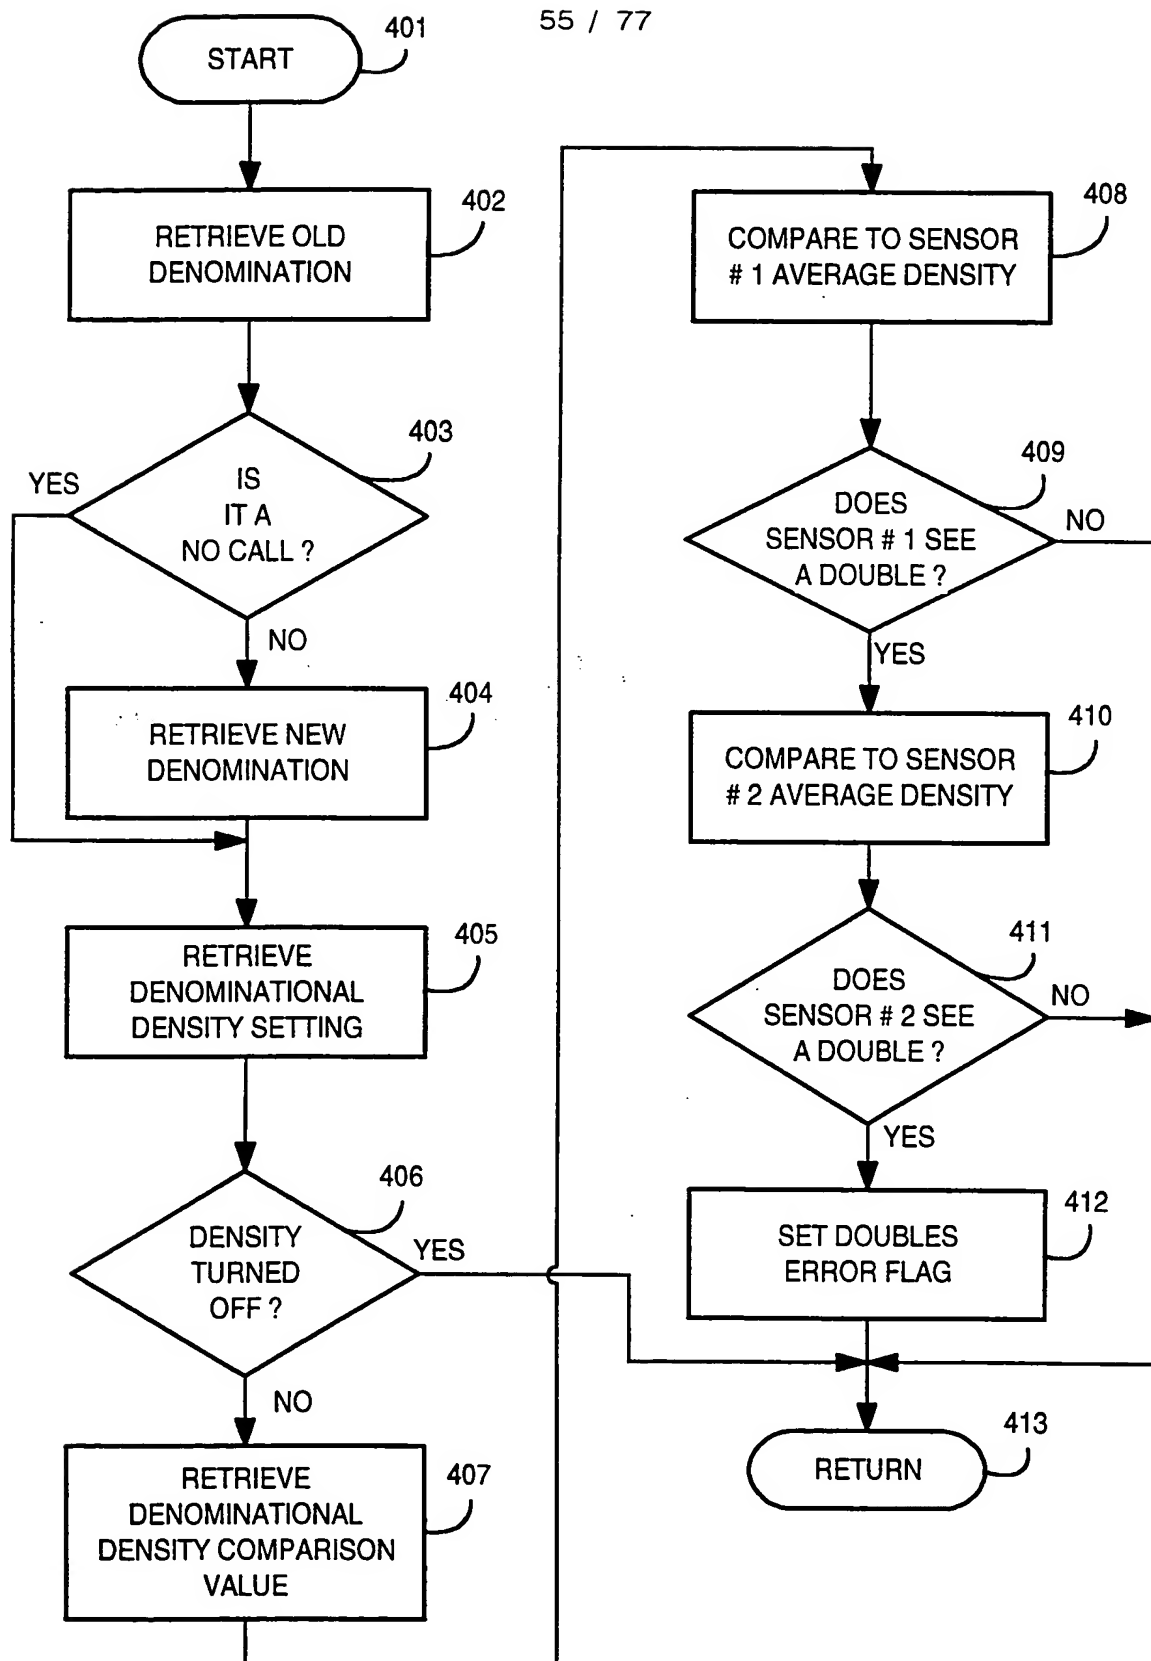 55 / 77
START
401
RETRIEVE OLD
DENOMINATION
402
IS
IT A
NO CALL ?
403
YES
NO
RETRIEVE NEW
DENOMINATION
404
RETRIEVE
DENOMINATIONAL
DENSITY SETTING
405
DENSITY
TURNED
OFF ?
406
YES
NO
RETRIEVE
DENOMINATIONAL
DENSITY COMPARISON
VALUE
407
COMPARE TO SENSOR
# 1 AVERAGE DENSITY
408
DOES
SENSOR # 1 SEE
A DOUBLE ?
409
NO
YES
COMPARE TO SENSOR
# 2 AVERAGE DENSITY
410
DOES
SENSOR # 2 SEE
A DOUBLE ?
411
NO
YES
SET DOUBLES
ERROR FLAG
412
RETURN
413